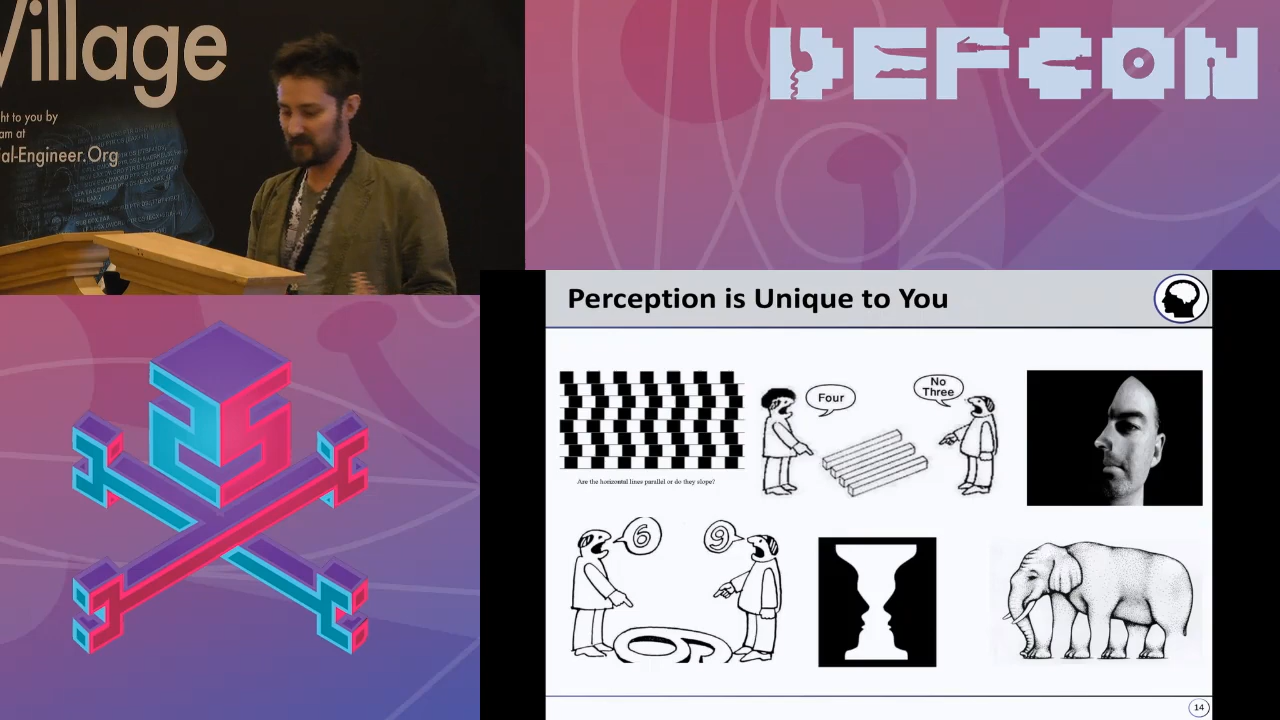 Village
ht to you by
am at
al-Engineer.Org
DEFCON
Perception is Unique to You
Four
No
Three
Are the horizontal lines parallel or do they slope?
6
9
25
14